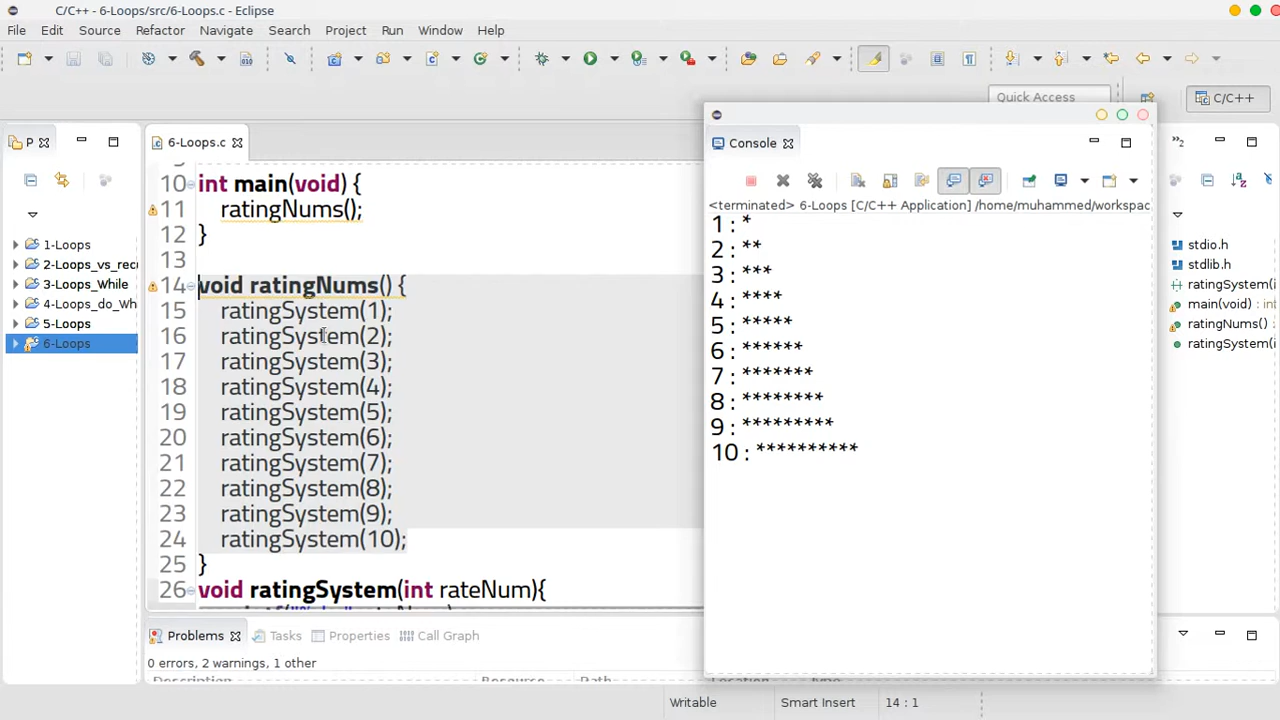 C/C++ - 6-Loops/src/6-Loops.c - Eclipse
File Edit Source Refactor Navigate Search Project Run Window Help
Quick Access
C/C++
P
6-Loops.c
10 int main(void) {
11 ratingNums();
12 }
13
14 void ratingNums() {
15 ratingSystem(1);
16 ratingSystem(2);
17 ratingSystem(3);
18 ratingSystem(4);
19 ratingSystem(5);
20 ratingSystem(6);
21 ratingSystem(7);
22 ratingSystem(8);
23 ratingSystem(9);
24 ratingSystem(10);
25 }
26 void ratingSystem(int rateNum){
1-Loops
2-Loops_vs_rec
3-Loops_While
4-Loops_do_Wh
5-Loops
6-Loops
Console
<terminated> 6-Loops [C/C++ Application] /home/muhammed/workspac
1 : *
2 : **
3 : ***
4 : ****
5 : *****
6 : ******
7 : *******
8 : ********
9 : *********
10 : **********
»2
stdio.h
stdlib.h
ratingSystem(
main(void) : int
ratingNums() :
ratingSystem(i
Problems Tasks Properties Call Graph
0 errors, 2 warnings, 1 other
Writable Smart Insert 14 : 1